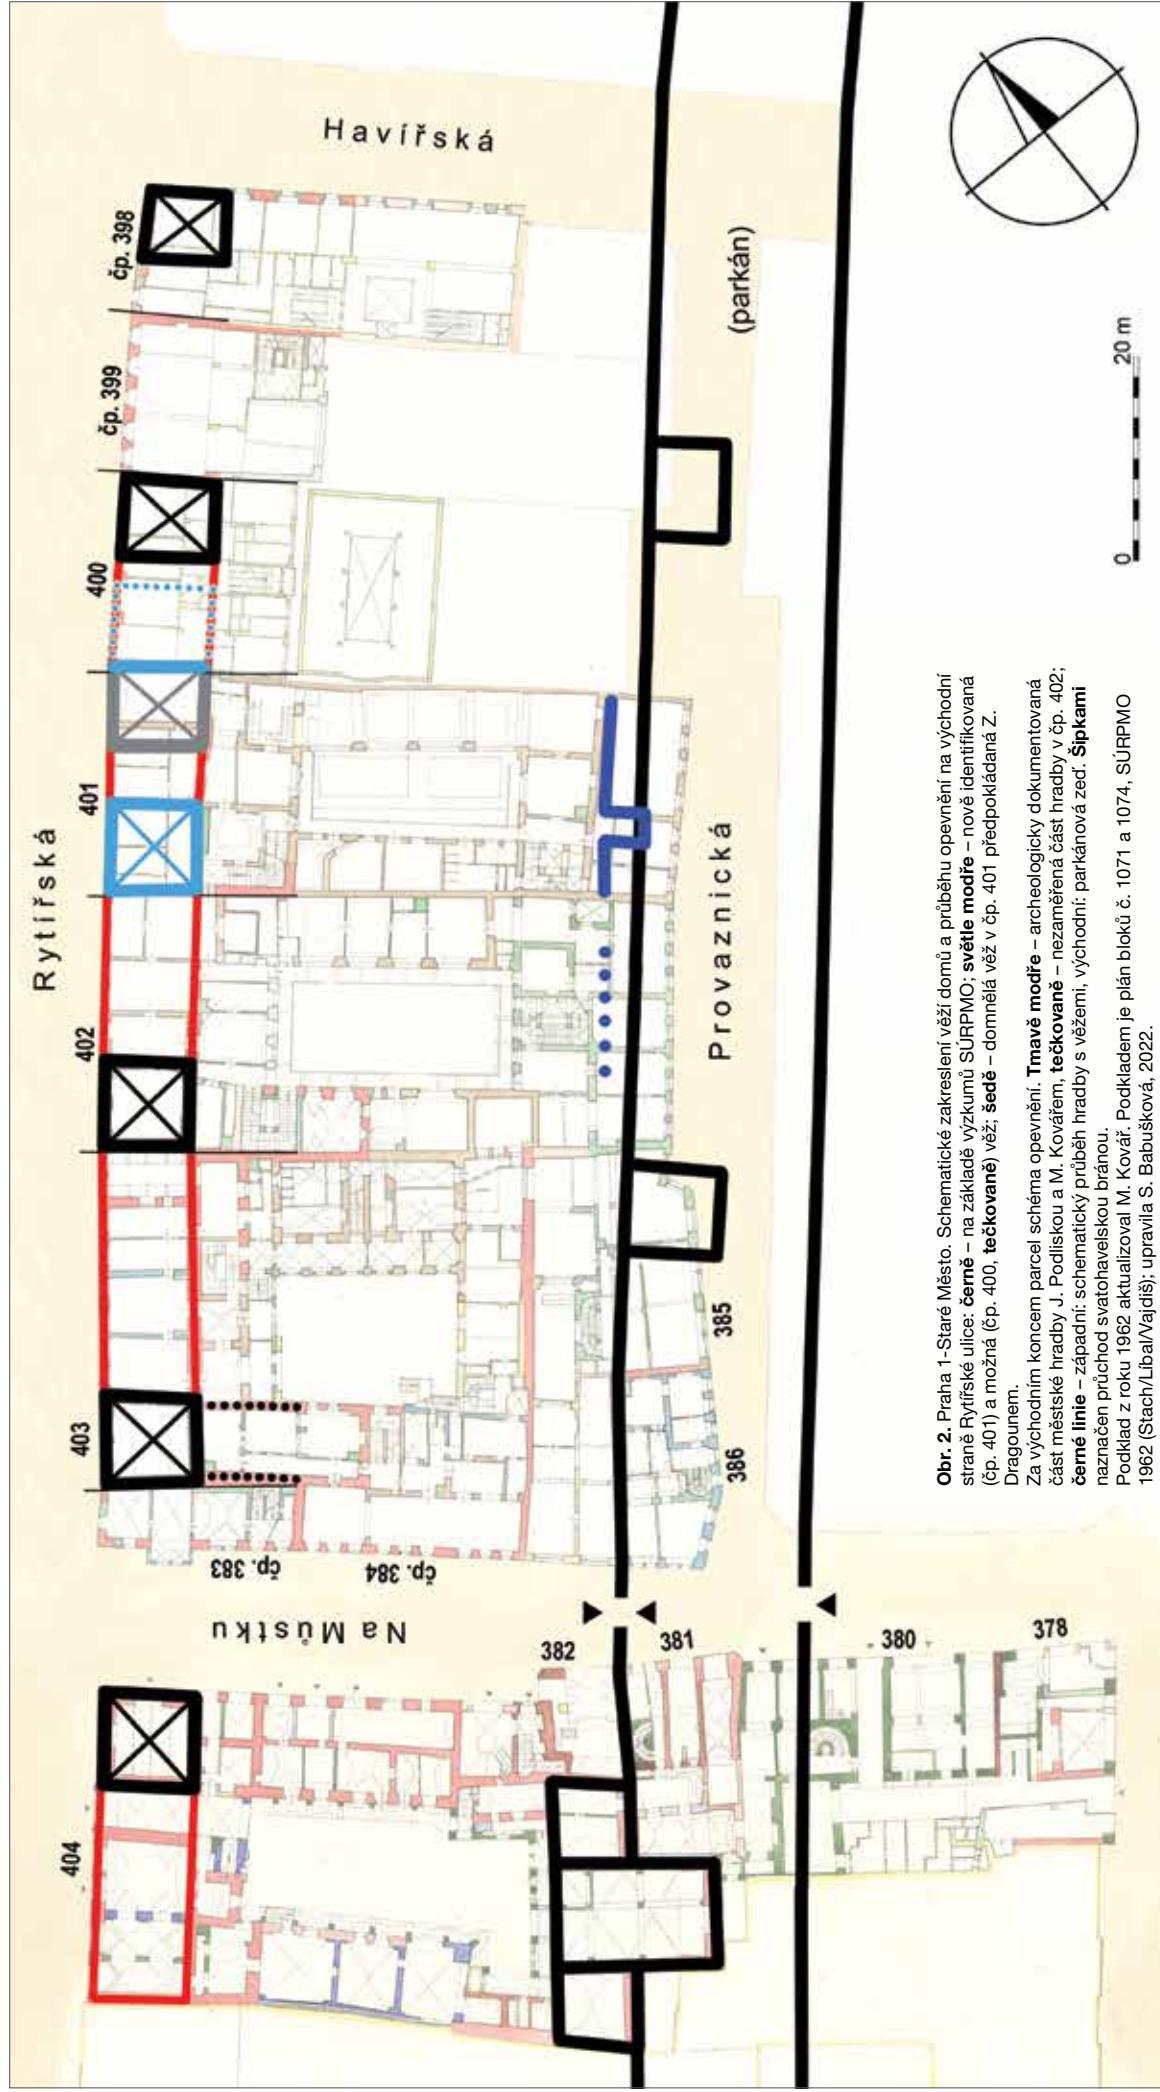 Rytířská
Havířská
Provaznická
Na Můstku
(parkán)
404
403
402
401
400
čp. 399
čp. 398
čp. 383
čp. 384
382
381
380
378
386
385
0
20 m
Obr. 2. Praha 1-Staré Město. Schematické zakreslení věží domů a průběhu opevnění na východní
straně Rytířské ulice: černě – na základě výzkumů SÚRPMO; světle modře – nově identifikovaná
(čp. 401) a možná (čp. 400, tečkovaně) věž; šedě – domnělá věž v čp. 401 předpokládaná Z.
Dragounem.
Za východním koncem parcel schéma opevnění. Tmavě modře – archeologicky dokumentovaná
část městské hradby J. Podliskou a M. Kovářem, tečkovaně – nezaměřená část hradby v čp. 402;
černé linie – západní: schematický průběh hradby s věžemi, východní: parkánová zeď. Šipkami
naznačen průchod svatohavelskou bránou.
Podklad z roku 1962 aktualizoval M. Kovář. Podkladem je plán bloků č. 1071 a 1074, SÚRPMO
1962 (Stach/Líbal/Vajdiš); upravila S. Babušková, 2022.